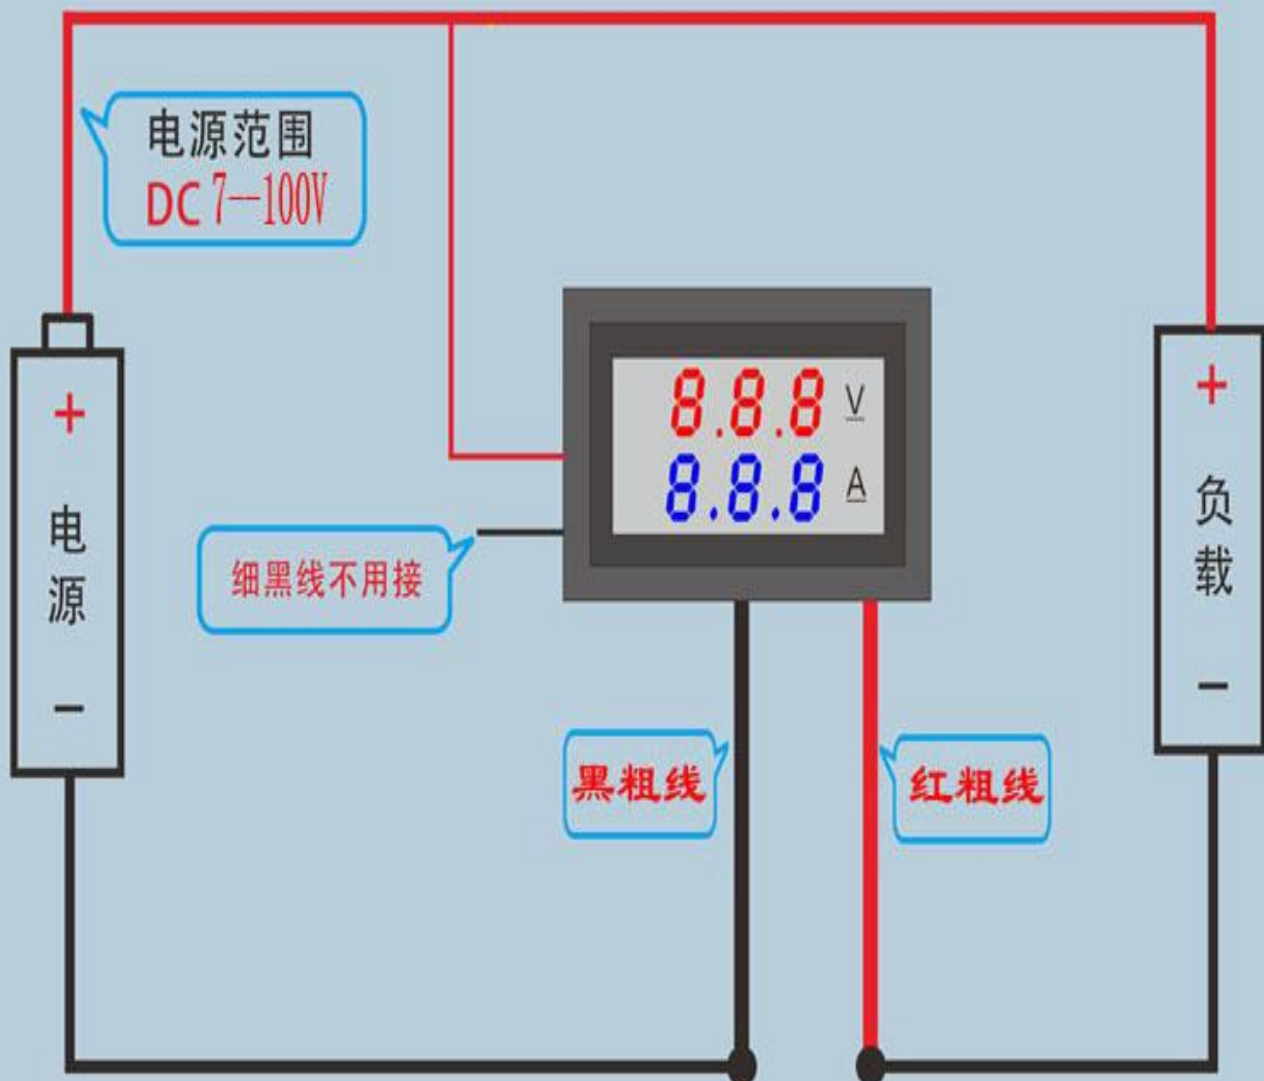 电源范围
DC 7--100V
+
电
源
−
8.8.8 V
8.8.8 A
细黑线不用接
黑粗线
红粗线
+
负
载
−